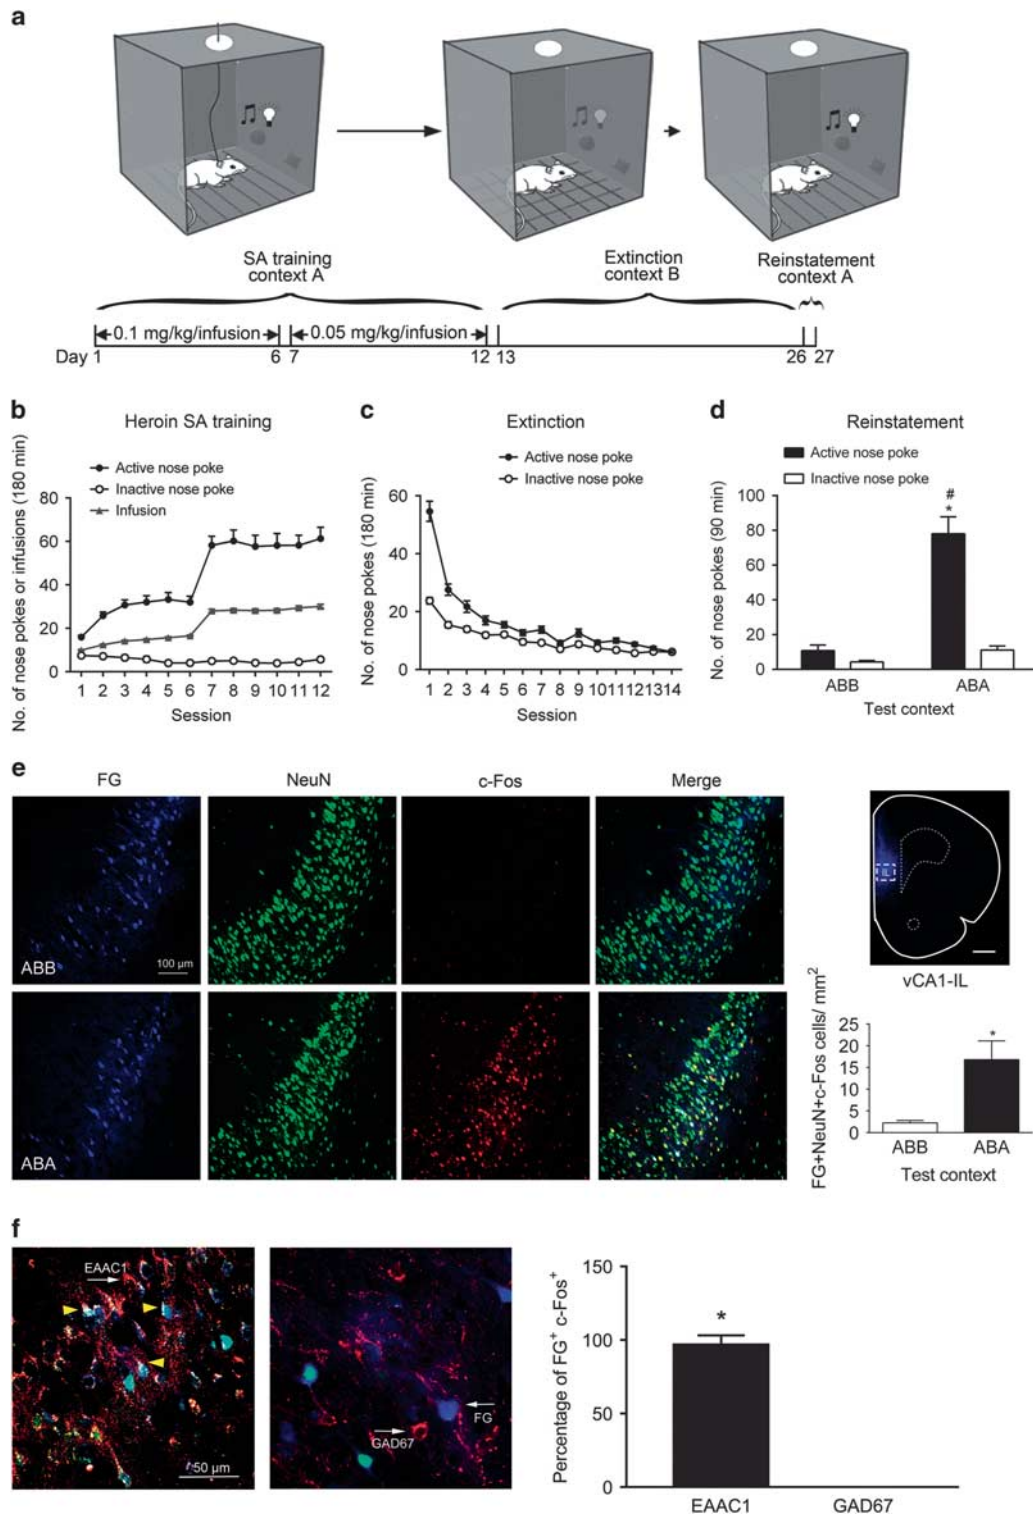 a
SA training
context A
Extinction
context B
Reinstatement
context A
0.1 mg/kg/infusion
0.05 mg/kg/infusion
Day 1 6 7 12 13 26 27
b
Heroin SA training
Active nose poke
Inactive nose poke
Infusion
No. of nose pokes or infusions (180 min)
80
60
40
20
0
1 2 3 4 5 6 7 8 9 10 11 12
Session
c
Extinction
Active nose poke
Inactive nose poke
No. of nose pokes (180 min)
60
40
20
0
1 2 3 4 5 6 7 8 9 10 11 12 13 14
Session
d
Reinstatement
Active nose poke
Inactive nose poke
No. of nose pokes (90 min)
100
80
60
40
20
0
#
*
ABB ABA
Test context
e
FG NeuN c-Fos Merge
ABB
100 μm
ABA
IL
vCA1-IL
FG+NeuN+c-Fos cells/ mm2
25
20
15
10
5
0
*
ABB ABA
Test context
f
EAAC1
50 μm
FG
GAD67
Percentage of FG+ c-Fos+
150
100
50
0
*
EAAC1 GAD67